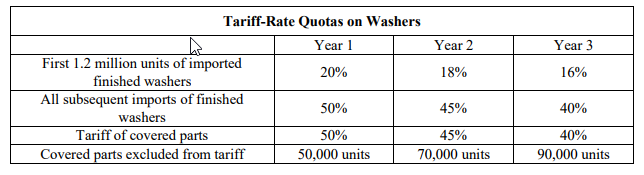 Tariff-Rate Quotas on Washers
Year 1 Year 2 Year 3
First 1.2 million units of imported
finished washers 20% 18% 16%
All subsequent imports of finished
washers 50% 45% 40%
Tariff of covered parts 50% 45% 40%
Covered parts excluded from tariff 50,000 units 70,000 units 90,000 units